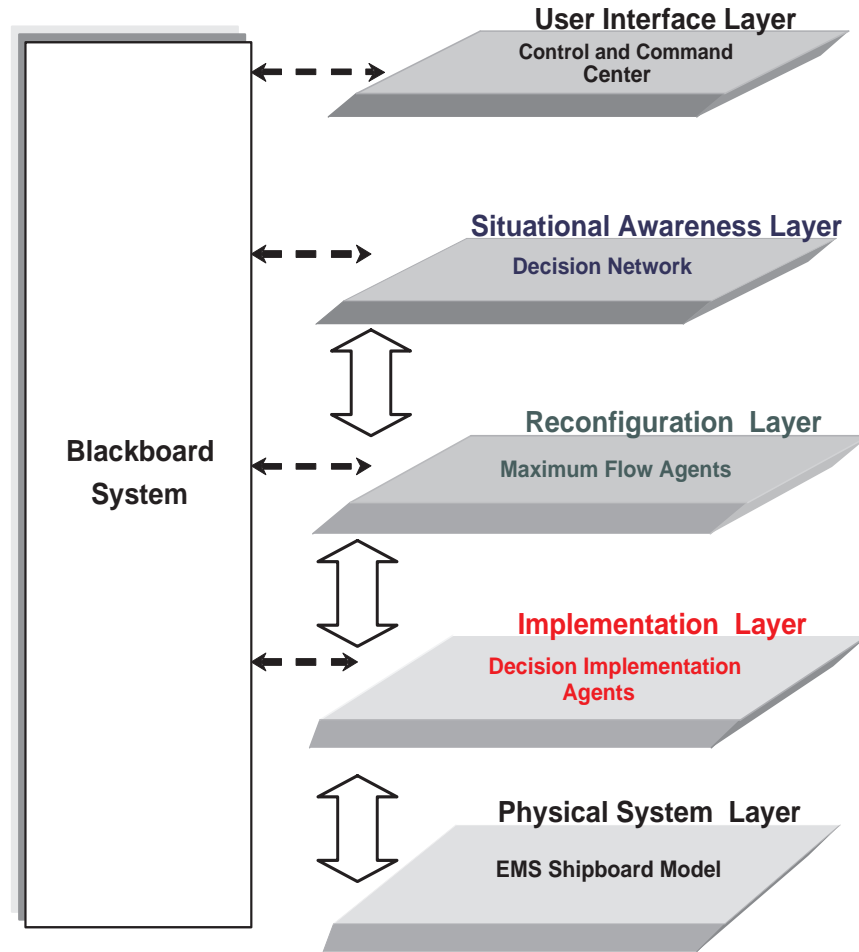 User Interface Layer
Control and Command
Center
Situational Awareness Layer
Decision Network
Reconfiguration Layer
Maximum Flow Agents
Blackboard
System
Implementation Layer
Decision Implementation
Agents
Physical System Layer
EMS Shipboard Model